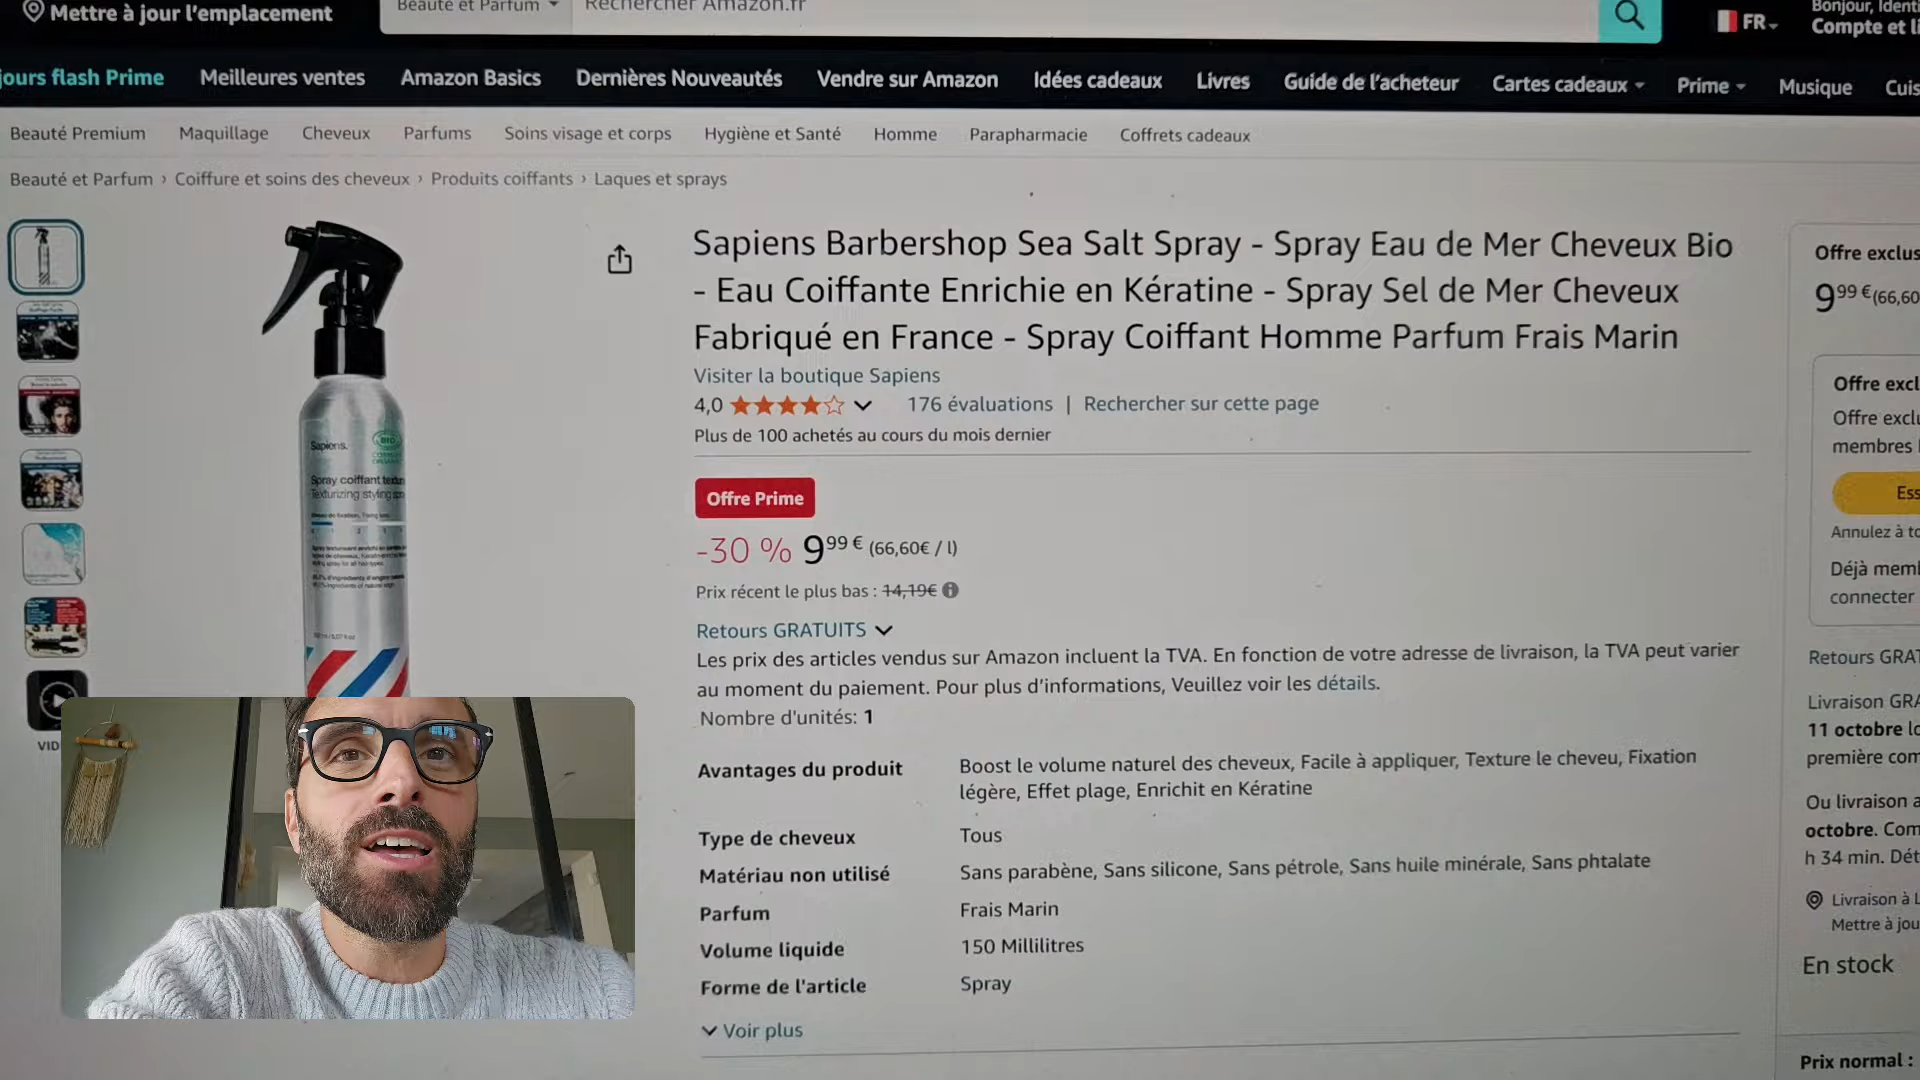 Mettre à jour l'emplacement
Beauté et Parfum
Rechercher Amazon.fr
FR
Bonjour, Identi
Compte et li
jours flash Prime
Meilleures ventes
Amazon Basics
Dernières Nouveautés
Vendre sur Amazon
Idées cadeaux
Livres
Guide de l'acheteur
Cartes cadeaux
Prime
Musique
Cuis
Beauté Premium
Maquillage
Cheveux
Parfums
Soins visage et corps
Hygiène et Santé
Homme
Parapharmacie
Coffrets cadeaux
Beauté et Parfum › Coiffure et soins des cheveux › Produits coiffants › Laques et sprays
Sapiens Barbershop Sea Salt Spray - Spray Eau de Mer Cheveux Bio
- Eau Coiffante Enrichie en Kératine - Spray Sel de Mer Cheveux
Fabriqué en France - Spray Coiffant Homme Parfum Frais Marin
Visiter la boutique Sapiens
4,0
176 évaluations | Rechercher sur cette page
Plus de 100 achetés au cours du mois dernier
Offre Prime
-30 % 9,99 € (66,60€ / l)
Prix récent le plus bas : 14,19€
Retours GRATUITS
Les prix des articles vendus sur Amazon incluent la TVA. En fonction de votre adresse de livraison, la TVA peut varier
au moment du paiement. Pour plus d'informations, Veuillez voir les détails.
Nombre d'unités: 1
Avantages du produit
Boost le volume naturel des cheveux, Facile à appliquer, Texture le cheveu, Fixation
légère, Effet plage, Enrichit en Kératine
Type de cheveux
Tous
Matériau non utilisé
Sans parabène, Sans silicone, Sans pétrole, Sans huile minérale, Sans phtalate
Parfum
Frais Marin
Volume liquide
150 Millilitres
Forme de l'article
Spray
Voir plus
Sapiens.
BIO
Spray coiffant
Texturizing styling
VID
Offre exclus
9,99 € (66,60
Offre excl
Offre exclu
membres
Ess
Annulez à to
Déjà memb
connecter
Retours GRAT
Livraison GRA
11 octobre lo
première com
Ou livraison a
octobre. Com
h 34 min. Dét
Livraison à L
Mettre à jou
En stock
Prix normal :